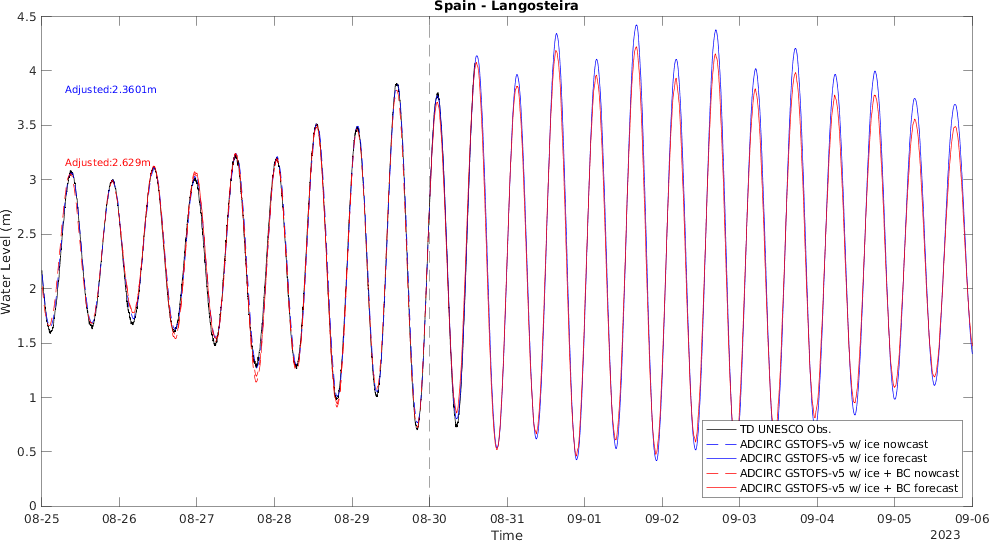 Spain - Langosteira
Water Level (m)
4.5
4
3.5
3
2.5
2
1.5
1
0.5
0
Adjusted:2.3601m
Adjusted:2.629m
TD UNESCO Obs.
ADCIRC GSTOFS-v5 w/ ice nowcast
ADCIRC GSTOFS-v5 w/ ice forecast
ADCIRC GSTOFS-v5 w/ ice + BC nowcast
ADCIRC GSTOFS-v5 w/ ice + BC forecast
08-25 08-26 08-27 08-28 08-29 08-30 08-31 09-01 09-02 09-03 09-04 09-05 09-06
Time
2023